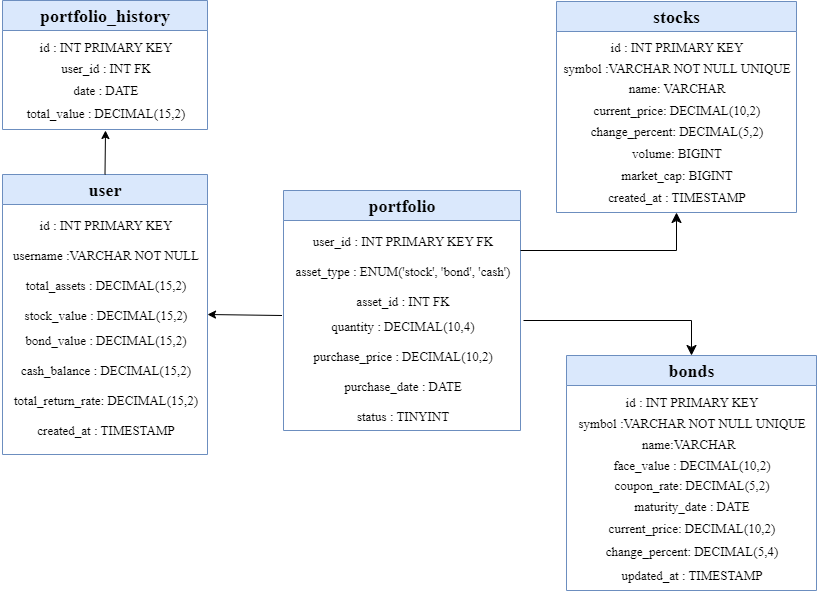 portfolio_history
id : INT PRIMARY KEY
user_id : INT FK
date : DATE
total_value : DECIMAL(15,2)
user
id : INT PRIMARY KEY
username :VARCHAR NOT NULL
total_assets : DECIMAL(15,2)
stock_value : DECIMAL(15,2)
bond_value : DECIMAL(15,2)
cash_balance : DECIMAL(15,2)
total_return_rate: DECIMAL(15,2)
created_at : TIMESTAMP
portfolio
user_id : INT PRIMARY KEY FK
asset_type : ENUM('stock', 'bond', 'cash')
asset_id : INT FK
quantity : DECIMAL(10,4)
purchase_price : DECIMAL(10,2)
purchase_date : DATE
status : TINYINT
stocks
id : INT PRIMARY KEY
symbol :VARCHAR NOT NULL UNIQUE
name: VARCHAR
current_price: DECIMAL(10,2)
change_percent: DECIMAL(5,2)
volume: BIGINT
market_cap: BIGINT
created_at : TIMESTAMP
bonds
id : INT PRIMARY KEY
symbol :VARCHAR NOT NULL UNIQUE
name:VARCHAR
face_value : DECIMAL(10,2)
coupon_rate: DECIMAL(5,2)
maturity_date : DATE
current_price: DECIMAL(10,2)
change_percent: DECIMAL(5,4)
updated_at : TIMESTAMP